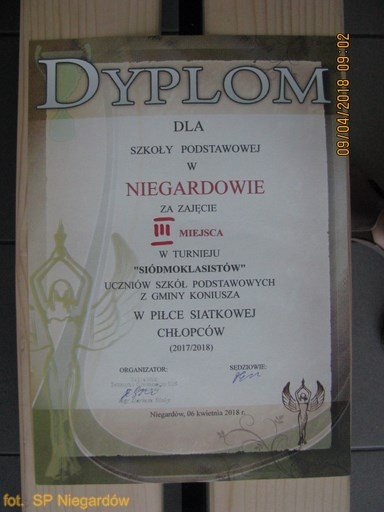 DYPLOM
DLA
SZKOŁY PODSTAWOWEJ
W
NIEGARDOWIE
ZA ZAJĘCIE
III MIEJSCA
W TURNIEJU
"SIÓDMOKLASISTÓW"
UCZNIÓW SZKÓŁ PODSTAWOWYCH
Z GMINY KONIUSZA
W PIŁCE SIATKOWEJ
CHŁOPCÓW
(2017/2018)
ORGANIZATOR:
SĘDZIOWIE:
Niegardów, 06 kwietnia 2018 r.
09/04/2018 09:02
fot. SP Niegardów